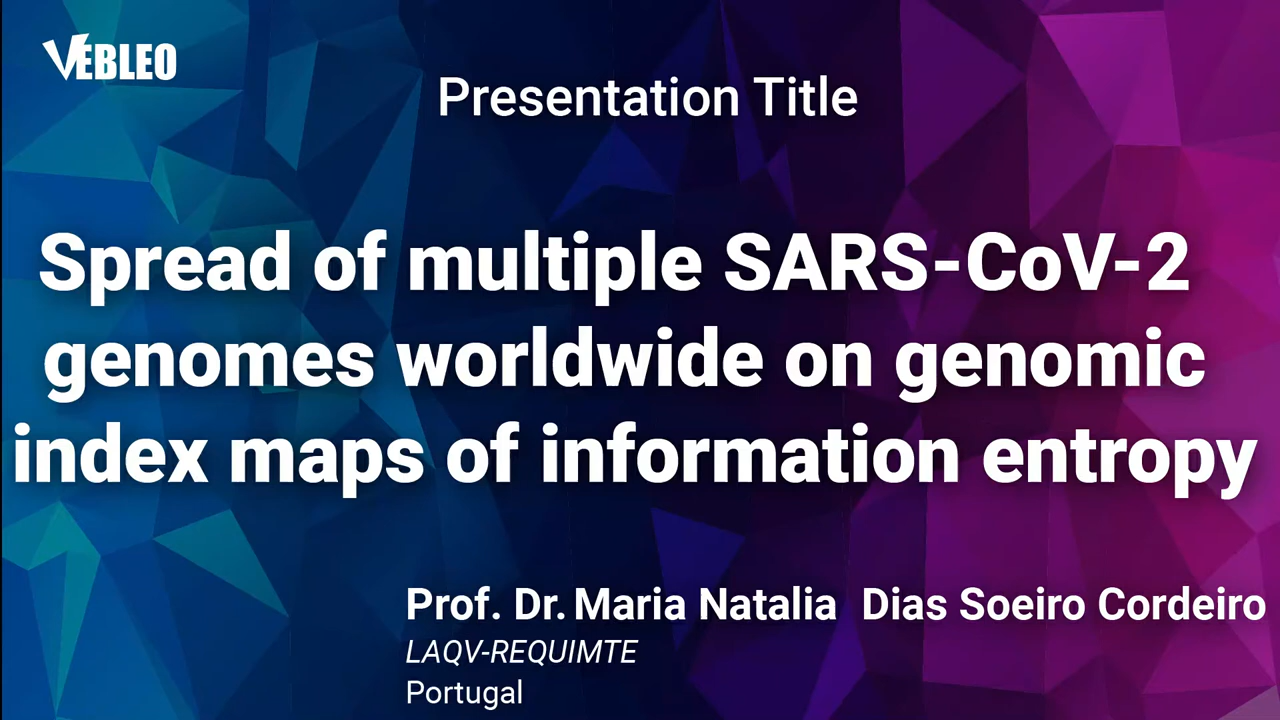 VEBLEO
Presentation Title
Spread of multiple SARS-CoV-2
genomes worldwide on genomic
index maps of information entropy
Prof. Dr. Maria Natalia Dias Soeiro Cordeiro
LAQV-REQUIMTE
Portugal